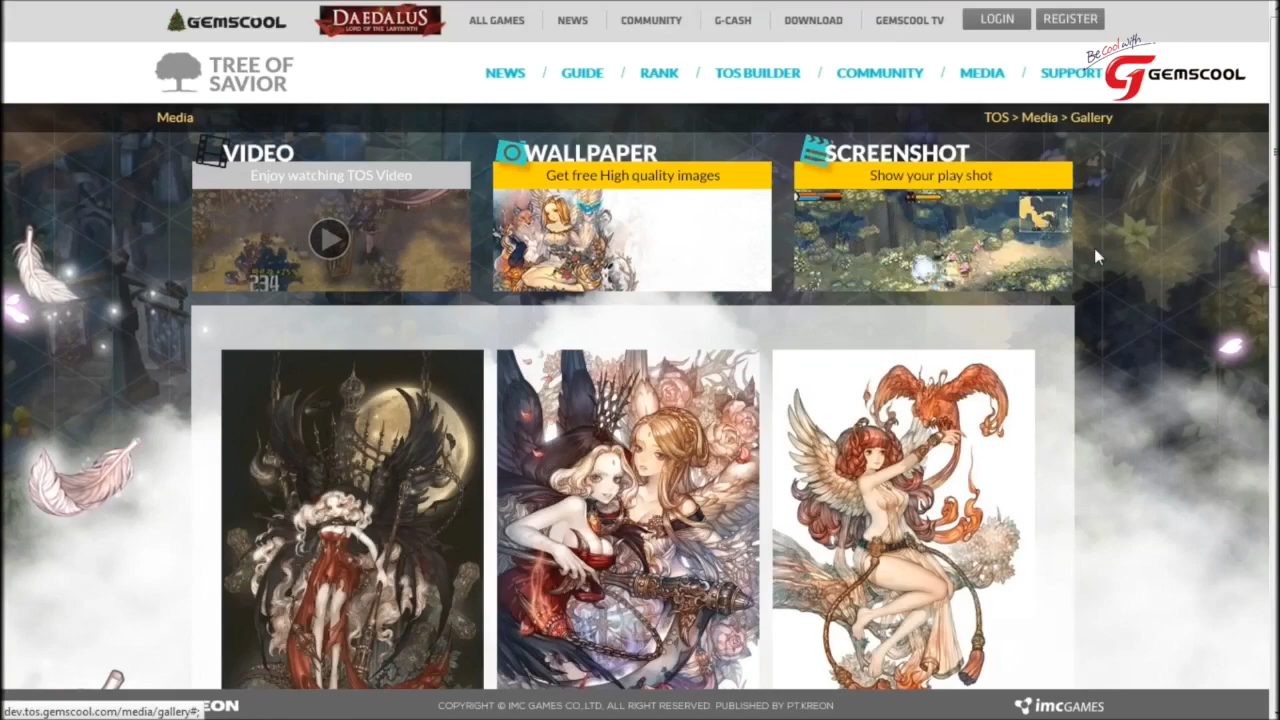 GEMSCOOL
DAEDALUS
LORD OF THE LABYRINTH
ALL GAMES
NEWS
COMMUNITY
G-CASH
DOWNLOAD
GEMSCOOL TV
LOGIN
REGISTER
TREE OF
SAVIOR
NEWS / GUIDE / RANK / TOS BUILDER / COMMUNITY / MEDIA / SUPPORT
Be Cool with
GEMSCOOL
Media
TOS > Media > Gallery
VIDEO
Enjoy watching TOS Video
WALLPAPER
Get free High quality images
SCREENSHOT
Show your play shot
234
dev.tos.gemscool.com/media/gallery#;
EON
COPYRIGHT © IMC GAMES CO.,LTD, ALL RIGHT RESERVED. PUBLISHED BY PT.KREON
imcGAMES